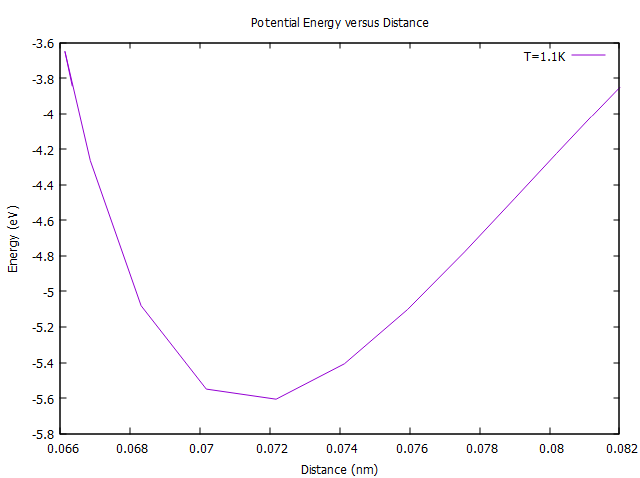 Potential Energy versus Distance
T=1.1K
-3.6
-3.8
-4
-4.2
-4.4
-4.6
-4.8
-5
-5.2
-5.4
-5.6
-5.8
Energy (eV)
0.066 0.068 0.07 0.072 0.074 0.076 0.078 0.08 0.082
Distance (nm)